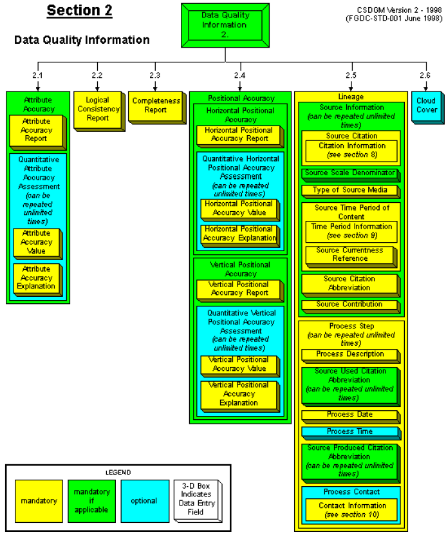 Section 2
Data Quality Information
CSDGM Version 2 - 1998
(FGDC-STD-001 June 1998)
Data Quality
Information
2.
2.1
2.2
2.3
2.4
2.5
2.6
Attribute
Accuracy
Attribute
Accuracy
Report
Quantitative
Attribute
Accuracy
Assessment
(can be
repeated
unlimited
times)
Attribute
Accuracy
Value
Attribute
Accuracy
Explanation
Logical
Consistency
Report
Completeness
Report
Positional Accuracy
Horizontal Positional
Accuracy
Horizontal Positional
Accuracy Report
Quantitative Horizontal
Positional Accuracy
Assessment
(can be repeated
unlimited times)
Horizontal Positional
Accuracy Value
Horizontal Positional
Accuracy Explanation
Vertical Positional
Accuracy
Vertical Positional
Accuracy Report
Quantitative Vertical
Positional Accuracy
Assessment
(can be repeated
unlimited times)
Vertical Positional
Accuracy Value
Vertical Positional
Accuracy
Explanation
Lineage
Source Information
(can be repeated unlimited
times)
Source Citation
Citation Information
(see section 8)
Source Scale Denominator
Type of Source Media
Source Time Period of
Content
Time Period Information
(see section 9)
Source Currentness
Reference
Source Citation
Abbreviation
Source Contribution
Process Step
(can be repeated unlimited
times)
Process Description
Source Used Citation
Abbreviation
(can be repeated unlimited
times)
Process Date
Process Time
Source Produced Citation
Abbreviation
(can be repeated unlimited
times)
Process Contact
Contact Information
(see section 10)
Cloud
Cover
LEGEND
mandatory
mandatory
if
applicable
optional
3-D Box
Indicates
Data Entry
Field